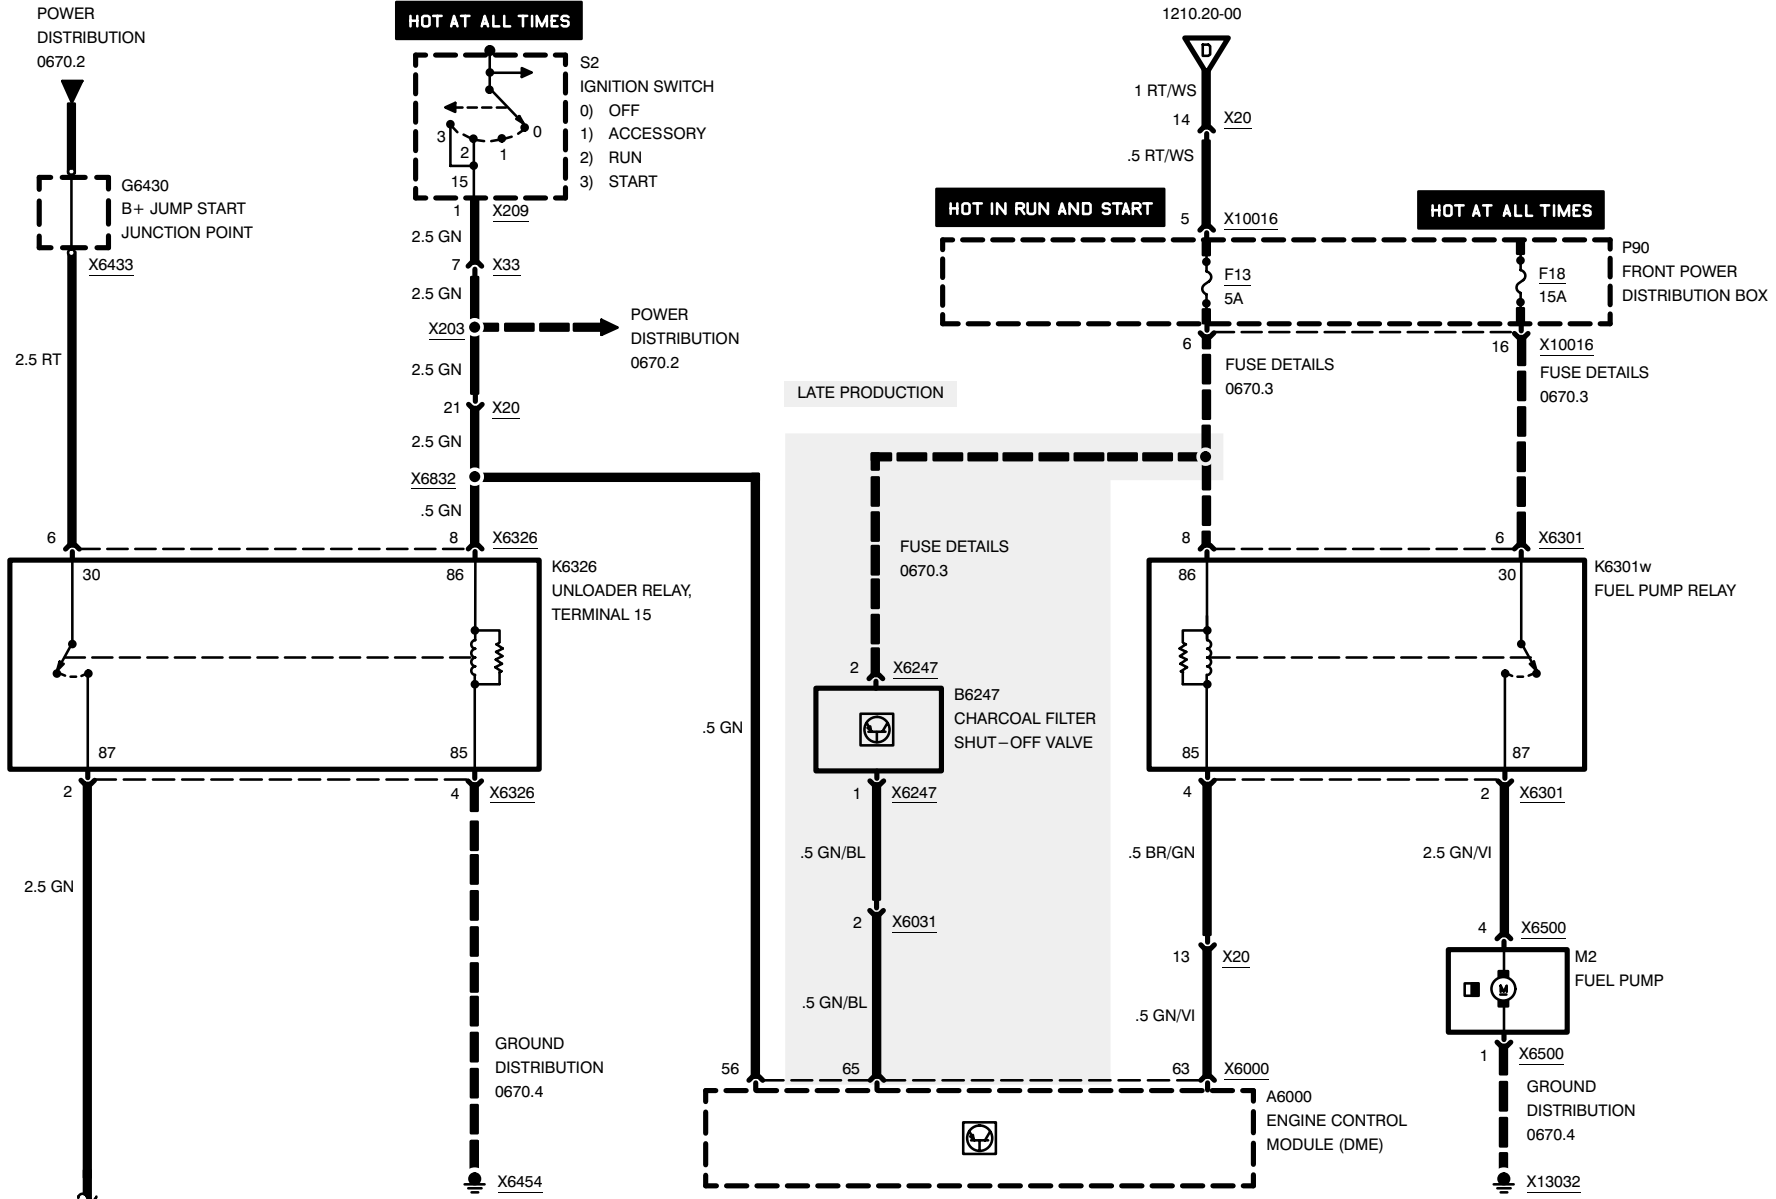 POWER
DISTRIBUTION
0670.2
HOT AT ALL TIMES
S2
IGNITION SWITCH
0) OFF
1) ACCESSORY
2) RUN
3) START
0
3
2
1
15
1 X209
2.5 GN
7 X33
2.5 GN
X203
POWER
DISTRIBUTION
0670.2
2.5 GN
21 X20
2.5 GN
X6832
.5 GN
G6430
B+ JUMP START
JUNCTION POINT
X6433
2.5 RT
6
8 X6326
30
86
K6326
UNLOADER RELAY,
TERMINAL 15
87
85
2
4 X6326
2.5 GN
GROUND
DISTRIBUTION
0670.4
X6454
.5 GN
LATE PRODUCTION
FUSE DETAILS
0670.3
2 X6247
B6247
CHARCOAL FILTER
SHUT–OFF VALVE
1 X6247
.5 GN/BL
2 X6031
.5 GN/BL
1210.20-00
D
1 RT/WS
14 X20
.5 RT/WS
HOT IN RUN AND START
5 X10016
HOT AT ALL TIMES
P90
FRONT POWER
DISTRIBUTION BOX
F13
5A
F18
15A
6
16 X10016
FUSE DETAILS
0670.3
FUSE DETAILS
0670.3
8
6 X6301
86
30
K6301w
FUEL PUMP RELAY
85
87
4
2 X6301
.5 BR/GN
2.5 GN/VI
13 X20
.5 GN/VI
4 X6500
M2
FUEL PUMP
M
1 X6500
GROUND
DISTRIBUTION
0670.4
X13032
56
65
63 X6000
A6000
ENGINE CONTROL
MODULE (DME)